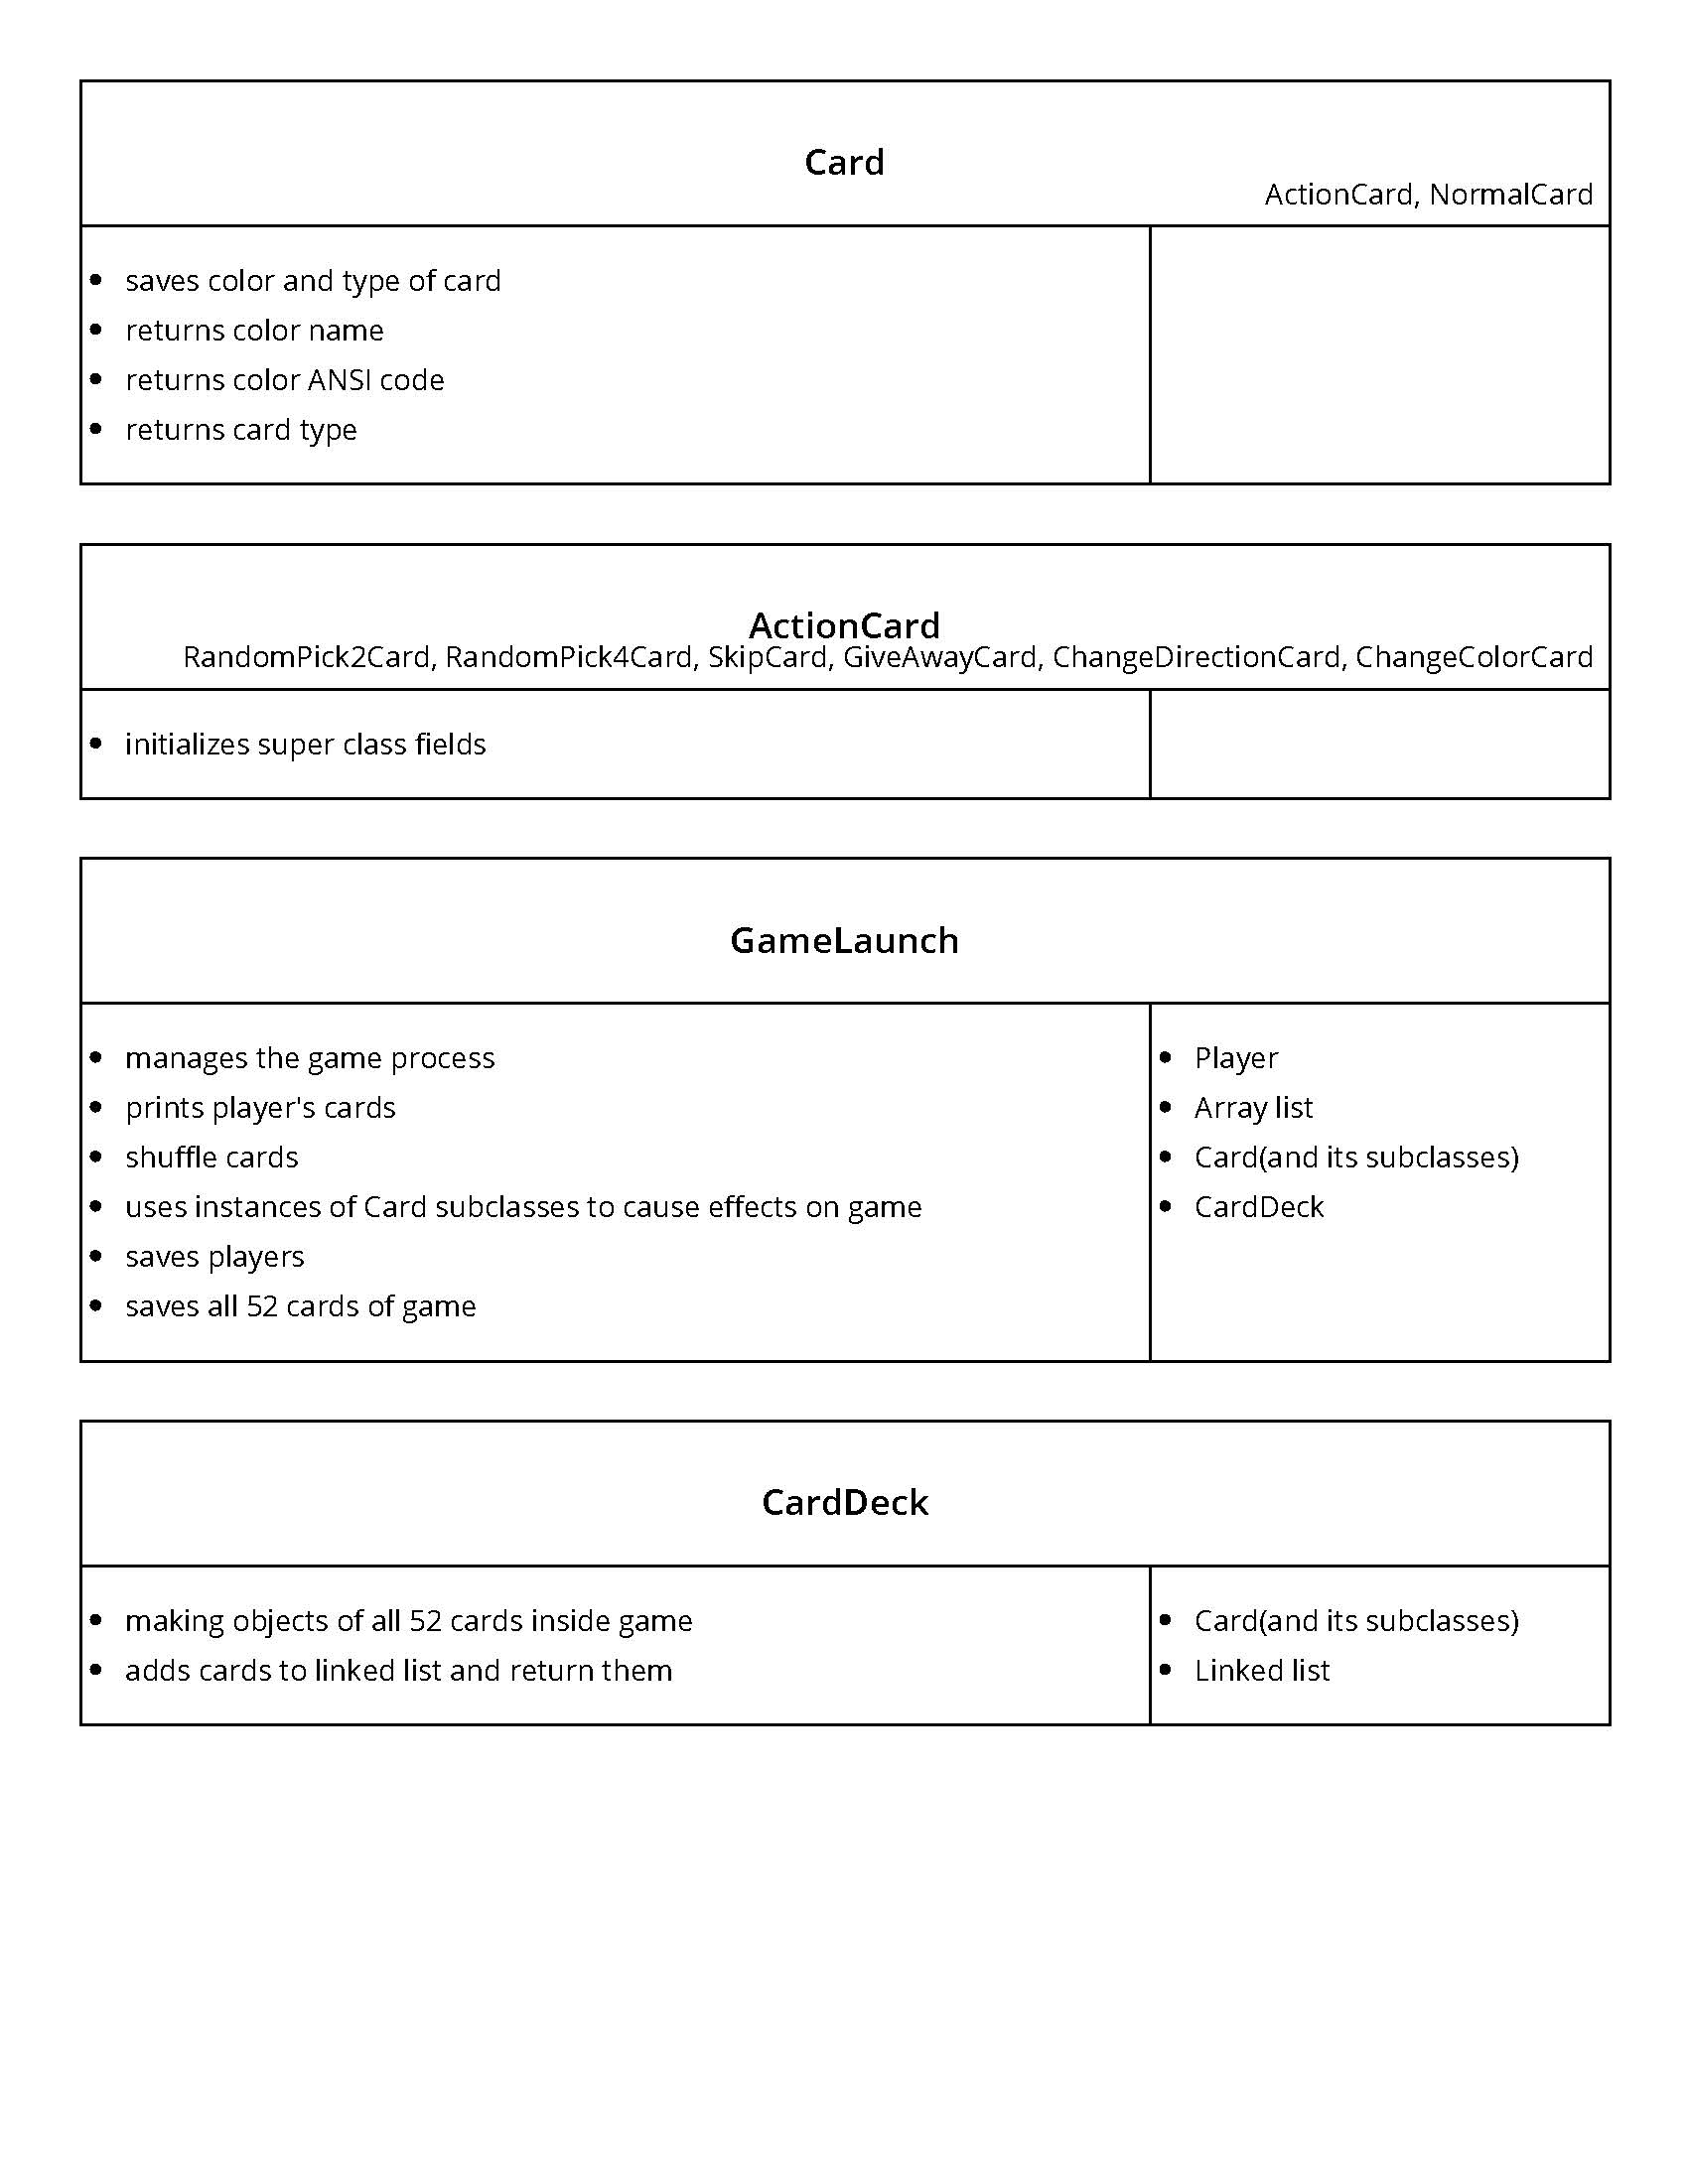 Card
ActionCard, NormalCard
• saves color and type of card
• returns color name
• returns color ANSI code
• returns card type
ActionCard
RandomPick2Card, RandomPick4Card, SkipCard, GiveAwayCard, ChangeDirectionCard, ChangeColorCard
• initializes super class fields
GameLaunch
• manages the game process
• prints player's cards
• shuffle cards
• uses instances of Card subclasses to cause effects on game
• saves players
• saves all 52 cards of game
• Player
• Array list
• Card(and its subclasses)
• CardDeck
CardDeck
• making objects of all 52 cards inside game
• adds cards to linked list and return them
• Card(and its subclasses)
• Linked list